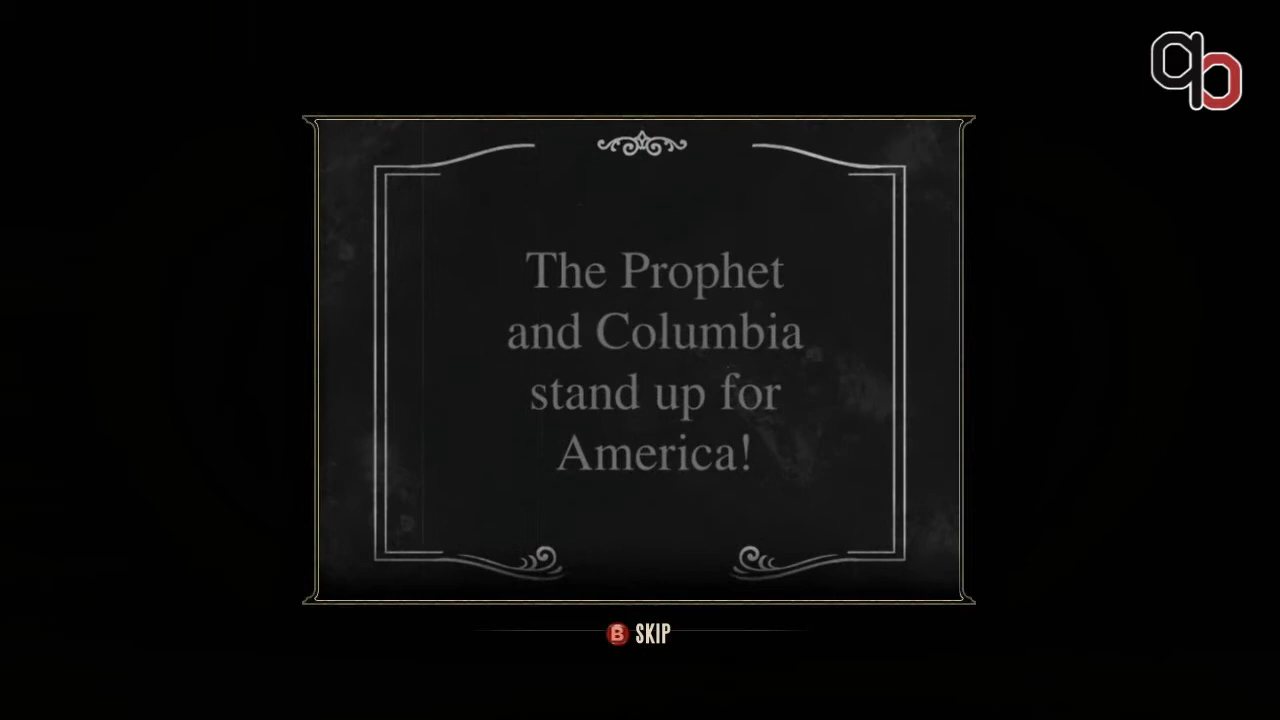 The Prophet
and Columbia
stand up for
America!
B SKIP